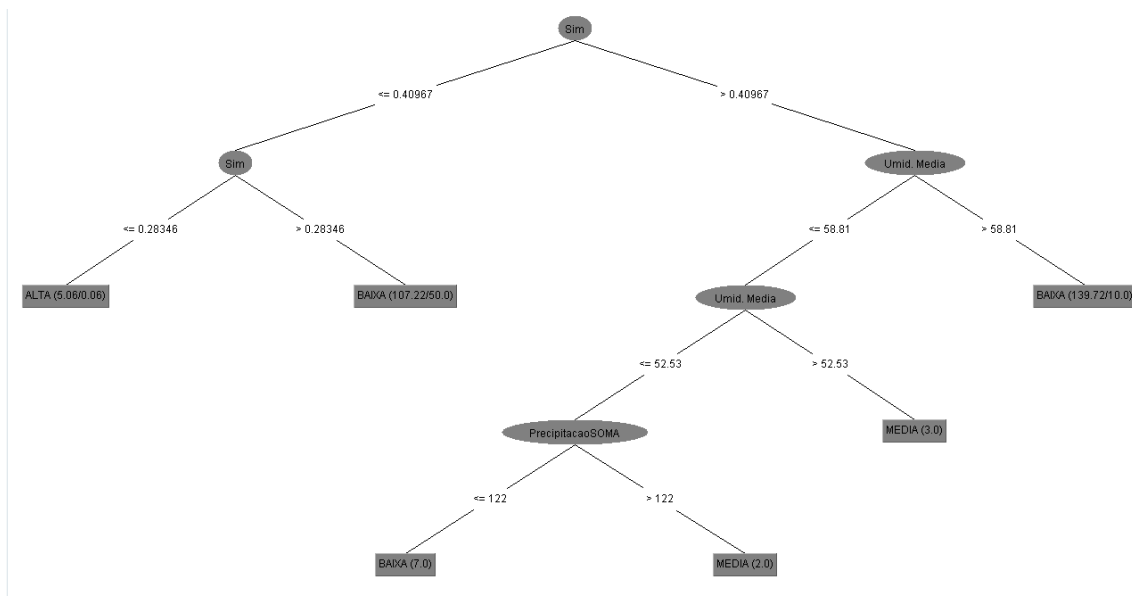 Sim
<= 0.40967
> 0.40967
Sim
Umid. Media
<= 0.28346
> 0.28346
<= 58.81
> 58.81
ALTA (5.06/0.06)
BAIXA (107.22/50.0)
Umid. Media
BAIXA (139.72/10.0)
<= 52.53
> 52.53
PrecipitacaoSOMA
MEDIA (3.0)
<= 122
> 122
BAIXA (7.0)
MEDIA (2.0)